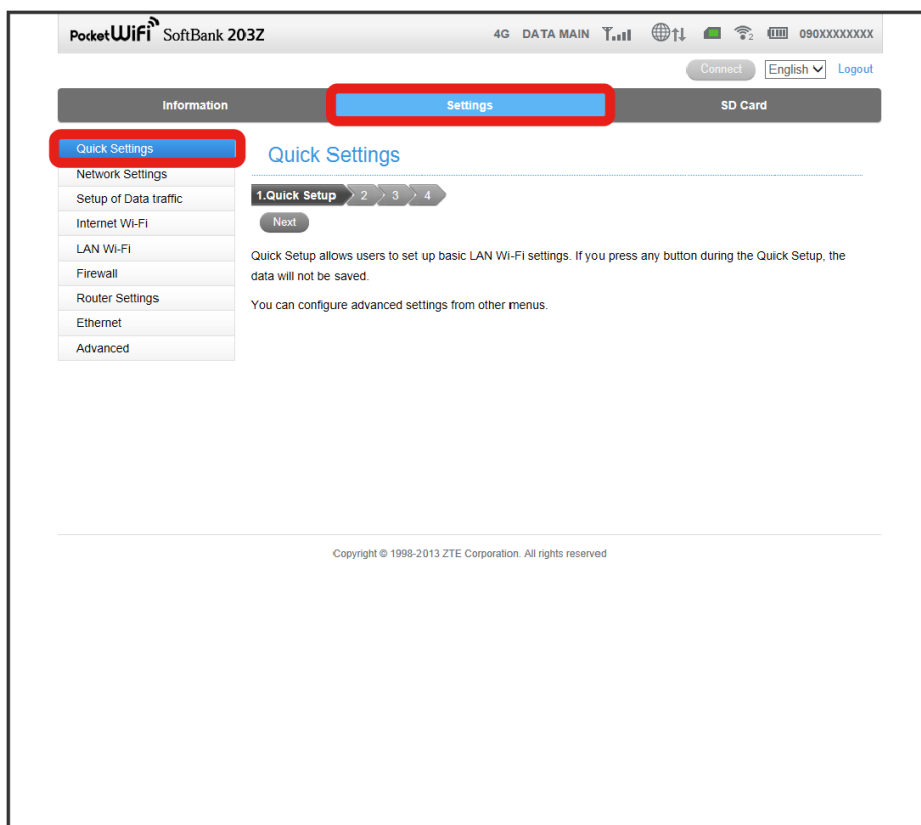 PocketWiFi SoftBank 203Z 4G DATA MAIN 2 090XXXXXXXX
Connect English Logout
Information Settings SD Card
Quick Settings
Network Settings
Setup of Data traffic
Internet Wi-Fi
LAN Wi-Fi
Firewall
Router Settings
Ethernet
Advanced
Quick Settings
1.Quick Setup 2 3 4
Next
Quick Setup allows users to set up basic LAN Wi-Fi settings. If you press any button during the Quick Setup, the
data will not be saved.
You can configure advanced settings from other menus.
Copyright © 1998-2013 ZTE Corporation. All rights reserved